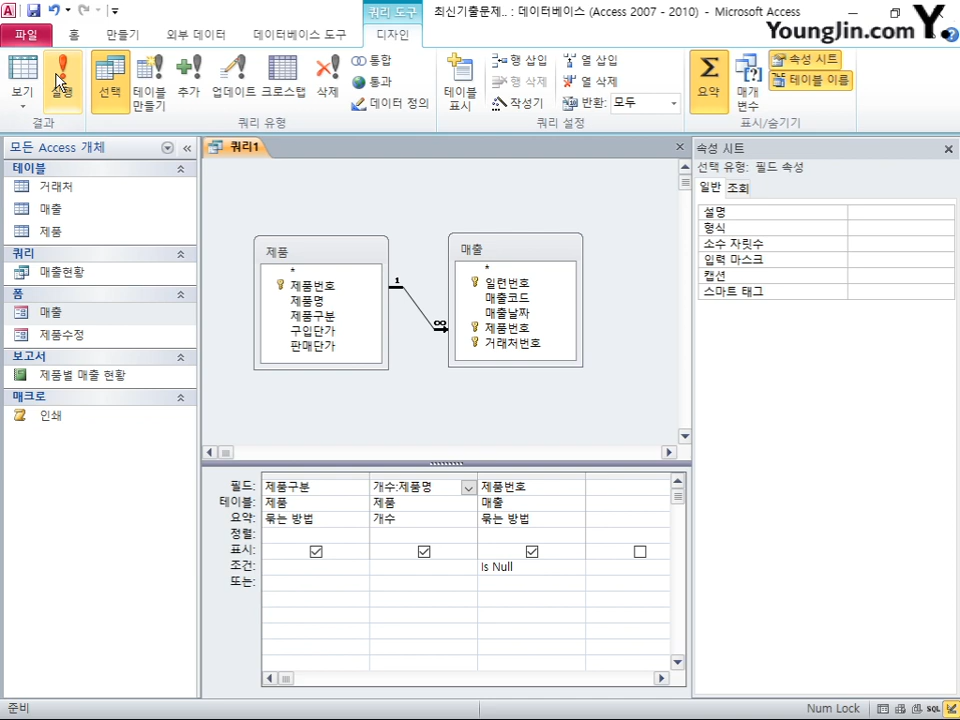 쿼리 도구
최신기출문제.. : 데이터베이스 (Access 2007 - 2010) - Microsoft Access
Younglin.com Y.
파일 홈 만들기 외부 데이터 데이터베이스 도구 디자인
보기 실행 선택 테이블 만들기 추가 업데이트 크로스탭 삭제
통합
통과
데이터 정의
테이블 표시
행 삽입
행 삭제
작성기
열 삽입
열 삭제
반환: 모두
요약
매개 변수
속성 시트
테이블 이름
결과 쿼리 유형 쿼리 설정 표시/숨기기
모든 Access 개체
테이블
거래처
매출
제품
쿼리
매출현황
폼
매출
제품수정
보고서
제품별 매출 현황
매크로
인쇄
쿼리1
제품
*
제품번호
제품명
제품구분
구입단가
판매단가
1
∞
매출
*
일련번호
매출코드
매출날짜
제품번호
거래처번호
필드: 제품구분 개수:제품명 제품번호
테이블: 제품 제품 매출
요약: 묶는 방법 개수 묶는 방법
정렬:
표시:
조건: Is Null
또는:
속성 시트
선택 유형: 필드 속성
일반 조회
설명
형식
소수 자릿수
입력 마스크
캡션
스마트 태그
준비
Num Lock
SQL